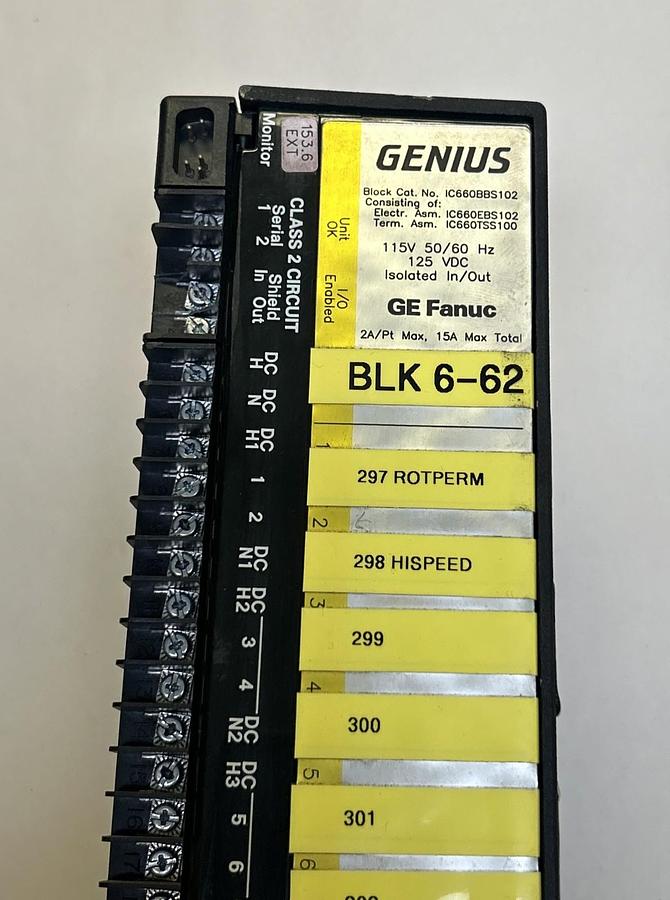 153.6
EXT
Monitor
CLASS 2 CIRCUIT
Serial
1 2
Shield
In Out
Unit
OK
I/O
Enabled
GENIUS
Block Cat. No. IC660BBS102
Consisting of:
Electr. Asm. IC660EBS102
Term. Asm. IC660TSS100
115V 50/60 Hz
125 VDC
Isolated In/Out
GE Fanuc
2A/Pt Max, 15A Max Total
BLK 6-62
DC
H
DC
N
DC
H1
1
1
297 ROTPERM
2
2
298 HISPEED
DC
N1
DC
H2
3
299
3
4
4
300
DC
N2
DC
H3
5
301
5
6
6